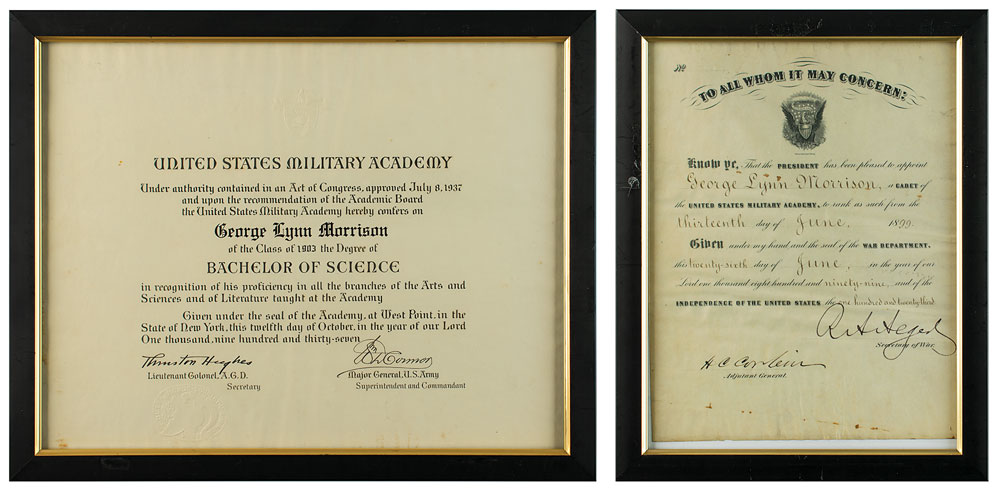 UNITED STATES MILITARY ACADEMY
Under authority contained in an Act of Congress, approved July 8, 1937
and upon the recommendation of the Academic Board
the United States Military Academy hereby confers on
George Lynn Morrison
of the Class of 1903 the Degree of
BACHELOR OF SCIENCE
in recognition of his proficiency in all the branches of the Arts and
Sciences and of Literature taught at the Academy
Given under the seal of the Academy, at West Point, in the
State of New York, this twelfth day of October, in the year of our Lord
One thousand, nine hundred and thirty-seven
Thurston Hughes
Lieutenant Colonel, A.G.D.
Secretary
Connor
Major General, U.S. Army
Superintendent and Commandant
No
TO ALL WHOM IT MAY CONCERN:
Know ye, That the PRESIDENT has been pleased to appoint
George Lynn Morrison, a CADET of
the UNITED STATES MILITARY ACADEMY, to rank as such from the
thirteenth day of June, 1899.
Given under my hand and the seal of the WAR DEPARTMENT,
this twenty-sixth day of June, in the year of our
Lord one thousand eight hundred and ninety-nine, and of the
INDEPENDENCE OF THE UNITED STATES the one hundred and twenty third
R A Alger
Secretary of War.
H C Corbin
Adjutant General.